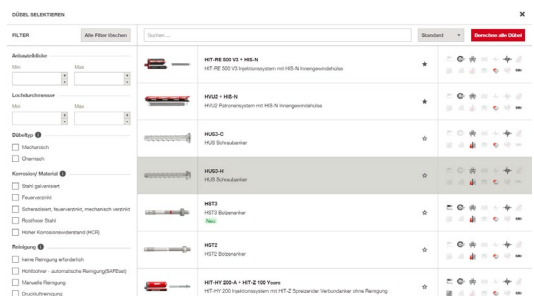 DÜBEL SELEKTIEREN
FILTER
Alle Filter löschen
Suchen ...
Standard
Berechne alle Dübel
Anbauteildicke
Min
Max
Lochdurchmesser
Min
Max
Dübeltyp
Mechanisch
Chemisch
Korrosion/ Material
Stahl galvanisiert
Feuerverzinkt
Scherardisiert, feuerverzinkt, mechanisch verzinkt
Rostfreier Stahl
Hoher Korrosionswiderstand (HCR)
Reinigung
keine Reinigung erforderlich
Hohlbohrer - automatische Reinigung(SAFEset)
Manuelle Reinigung
Druckluftreinigung
HIT-RE 500 V3 + HIS-N
HIT-RE 500 V3 Injektionssystem mit HIS-N Innengewindehülse
HVU2 + HIS-N
HVU2 Patronensystem mit HIS-N Innengewindehülse
HUS3-C
HUS Schraubanker
HUS3-H
HUS Schraubanker
HST3
HST3 Bolzenanker
Neu
HST2
HST2 Bolzenanker
HIT-HY 200-A + HIT-Z 100 Years
HIT-HY 200 Injektionssystem mit HIT-Z Spreizender Verbundanker ohne Reinigung